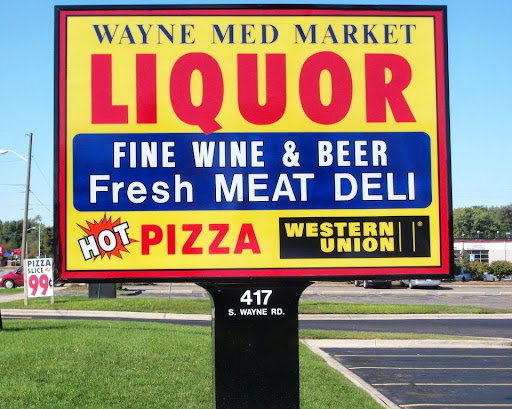 WAYNE MED MARKET
LIQUOR
FINE WINE & BEER
Fresh MEAT DELI
HOT PIZZA
WESTERN
UNION
417
S. WAYNE RD.
PIZZA
SLICE
99¢